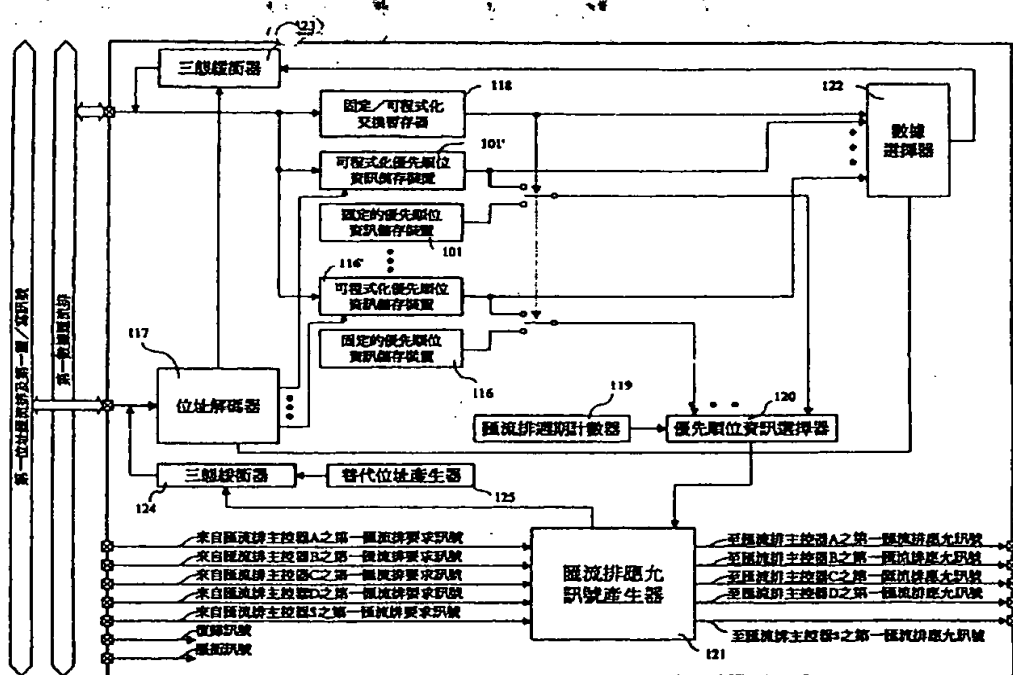 123
三態緩衝器
118
固定／可程式化
交換暫存器
122
數據
選擇器
101'
可程式化優先順位
資訊儲存裝置
固定的優先順位
資訊儲存裝置
101
116'
可程式化優先順位
資訊儲存裝置
固定的優先順位
資訊儲存裝置
116
第一位址匯流排及第一讀／寫訊號
第一數據匯流排
117
位址解碼器
119
匯流排週期計數器
120
優先順位資訊選擇器
三態緩衝器
124
替代位址產生器
125
來自匯流排主控器A之第一匯流排要求訊號
來自匯流排主控器B之第一匯流排要求訊號
來自匯流排主控器C之第一匯流排要求訊號
來自匯流排主控器D之第一匯流排要求訊號
來自匯流排主控器S之第一匯流排要求訊號
復歸訊號
匯流排應允
訊號產生器
121
至匯流排主控器A之第一匯流排應允訊號
至匯流排主控器B之第一匯流排應允訊號
至匯流排主控器C之第一匯流排應允訊號
至匯流排主控器D之第一匯流排應允訊號
至匯流排主控器S之第一匯流排應允訊號